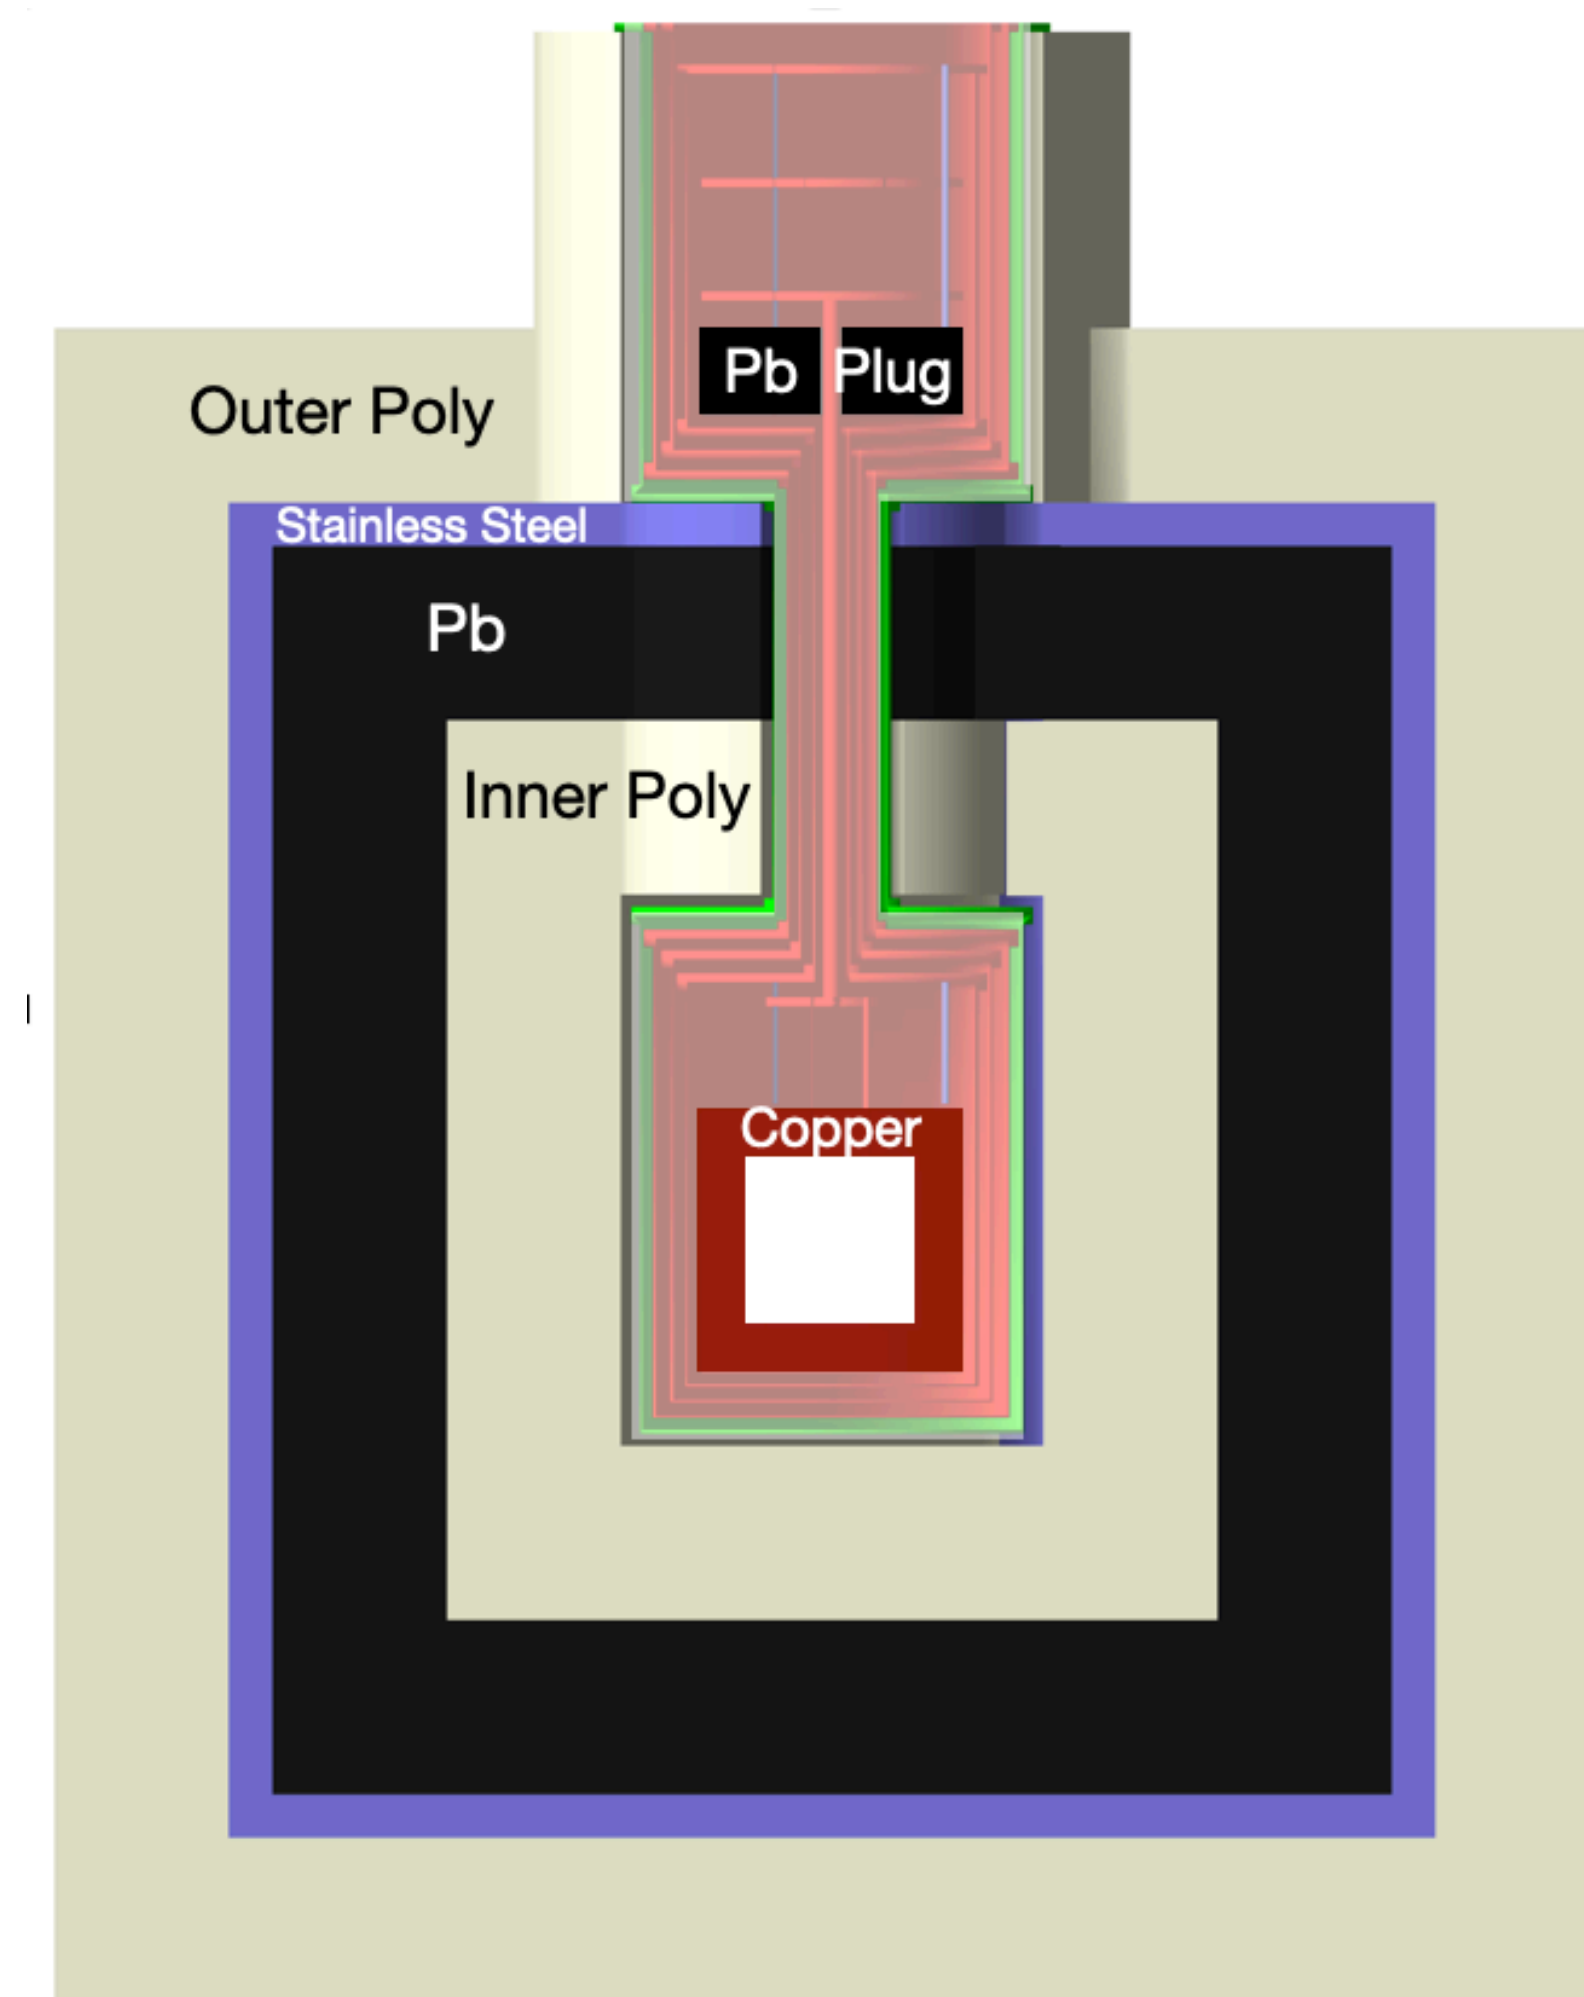 Pb Plug
Outer Poly
Stainless Steel
Pb
Inner Poly
Copper